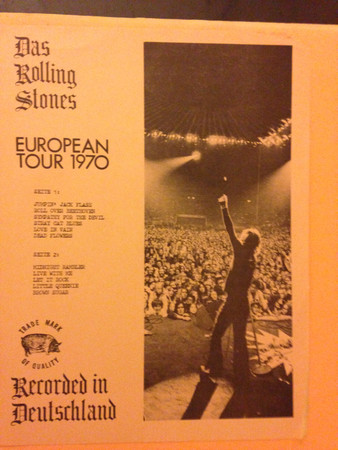 Das
Rolling
Stones
EUROPEAN
TOUR 1970
SEITE 1:
JUMPIN' JACK FLASH
ROLL OVER BEETHOVEN
SYMPATHY FOR THE DEVIL
STRAY CAT BLUES
LOVE IN VAIN
DEAD FLOWERS
SEITE 2:
MIDNIGHT RAMBLER
LIVE WITH ME
LET IT ROCK
LITTLE QUEENIE
BROWN SUGAR
TRADE MARK
OF QUALITY
Recorded in
Deutschland